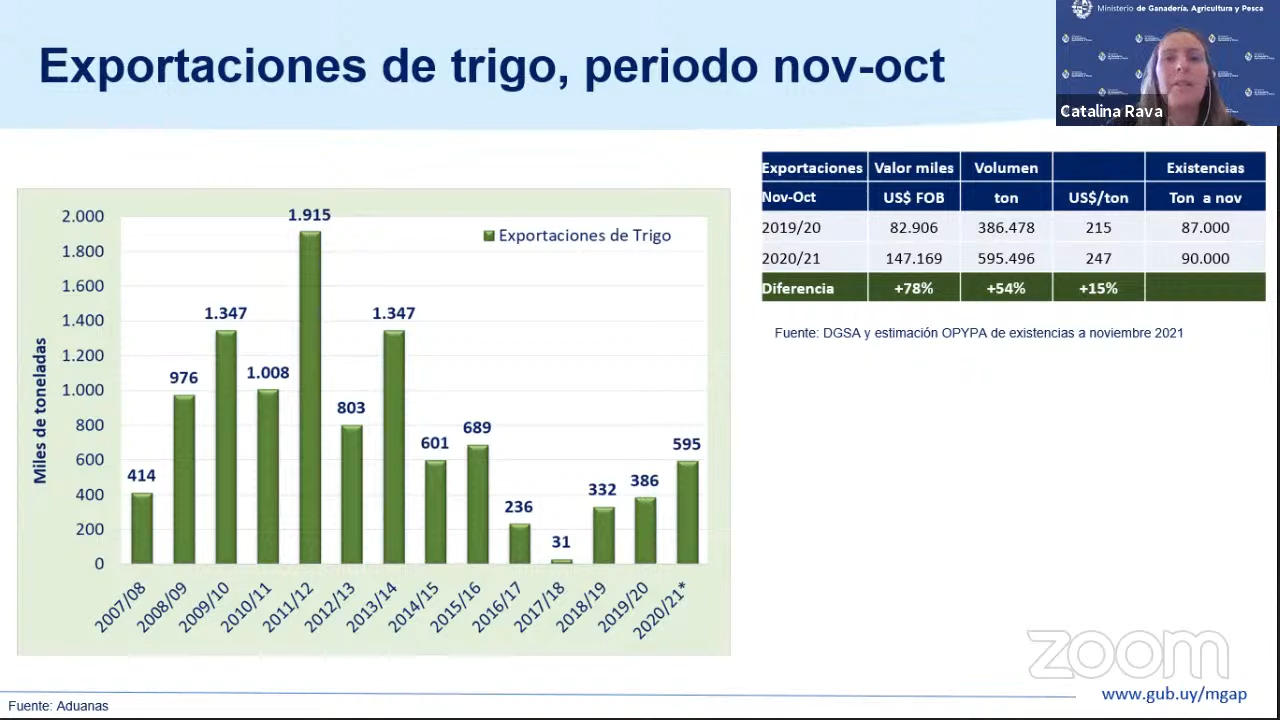 Exportaciones de trigo, periodo nov-oct
Ministerio de Ganadería, Agricultura y Pesca
Catalina Rava
Exportaciones Valor miles Volumen Existencias
Nov-Oct US$ FOB ton US$/ton Ton a nov
2019/20 82.906 386.478 215 87.000
2020/21 147.169 595.496 247 90.000
Diferencia +78% +54% +15%
Fuente: DGSA y estimación OPYPA de existencias a noviembre 2021
Exportaciones de Trigo
Miles de toneladas
2.000
1.800
1.600
1.400
1.200
1.000
800
600
400
200
0
414
976
1.347
1.008
1.915
803
1.347
601
689
236
31
332
386
595
2007/08
2008/09
2009/10
2010/11
2011/12
2012/13
2013/14
2014/15
2015/16
2016/17
2017/18
2018/19
2019/20
2020/21*
zoom
www.gub.uy/mgap
Fuente: Aduanas